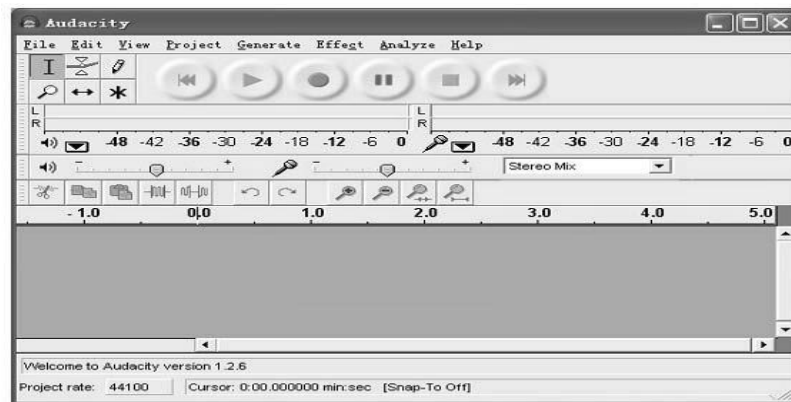 Audacity
File Edit View Project Generate Effect Analyze Help
L
R
-48 -42 -36 -30 -24 -18 -12 -6 0
L
R
-48 -42 -36 -30 -24 -18 -12 -6 0
- + - + Stereo Mix
- 1.0 0.0 1.0 2.0 3.0 4.0 5.0
Welcome to Audacity version 1.2.6
Project rate: 44100 Cursor: 0:00.000000 min:sec [Snap-To Off]